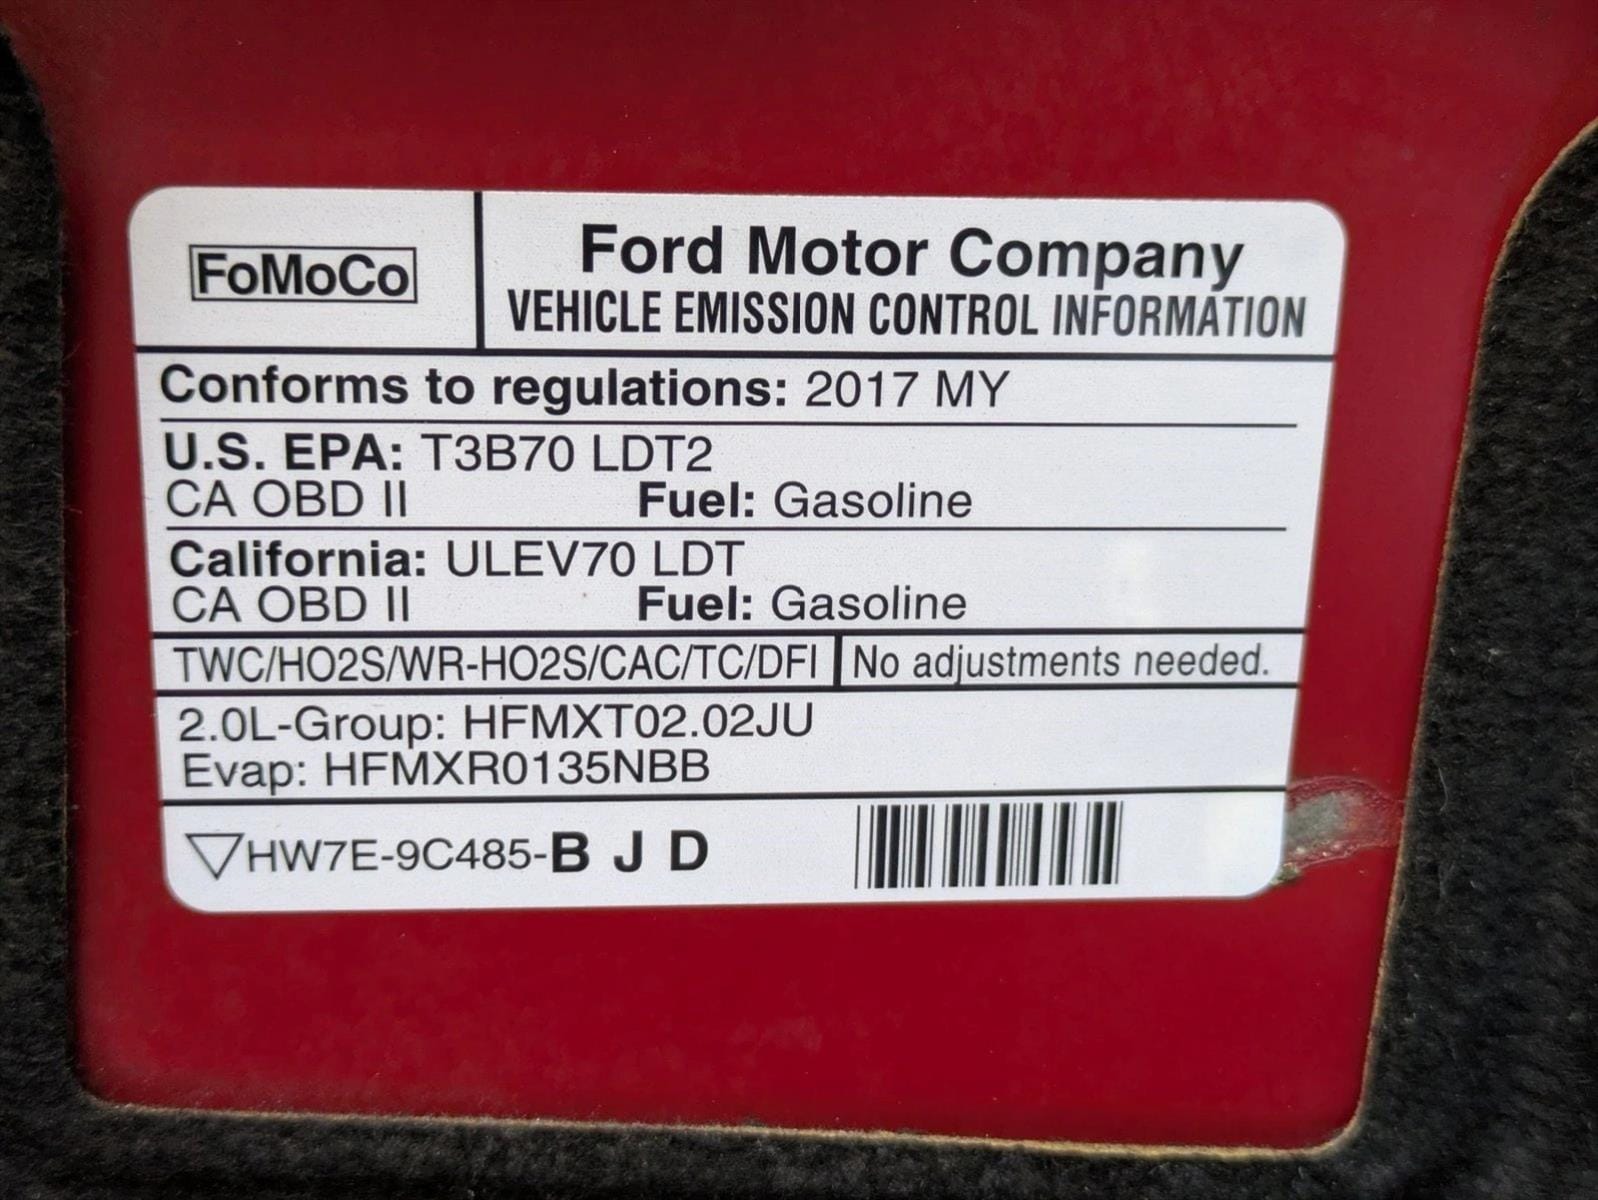 FoMoCo
Ford Motor Company
VEHICLE EMISSION CONTROL INFORMATION
Conforms to regulations: 2017 MY
U.S. EPA: T3B70 LDT2
CA OBD II Fuel: Gasoline
California: ULEV70 LDT
CA OBD II Fuel: Gasoline
TWC/HO2S/WR-HO2S/CAC/TC/DFI No adjustments needed.
2.0L-Group: HFMXT02.02JU
Evap: HFMXR0135NBB
HW7E-9C485-B J D